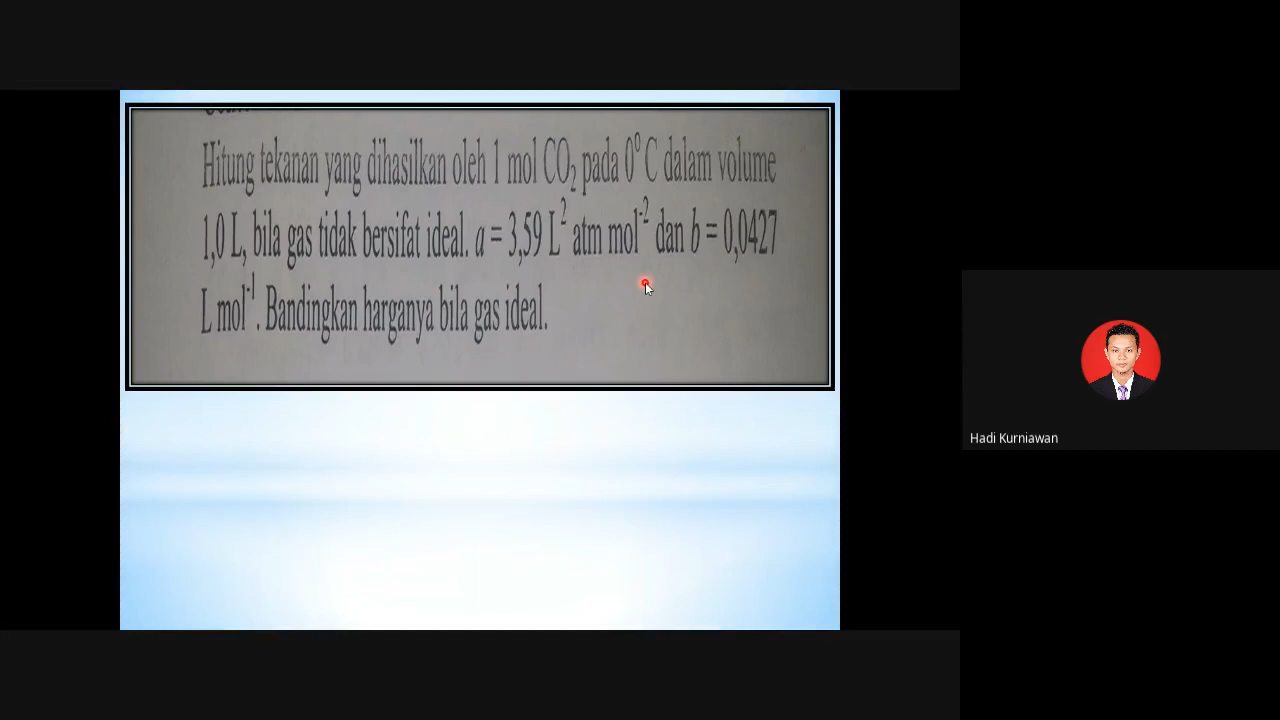 Hitung tekanan yang dihasilkan oleh 1 mol CO₂ pada 0° C dalam volume
1,0 L, bila gas tidak bersifat ideal. a = 3,59 L² atm mol⁻² dan b = 0,0427
L mol⁻¹. Bandingkan harganya bila gas ideal.
Hadi Kurniawan